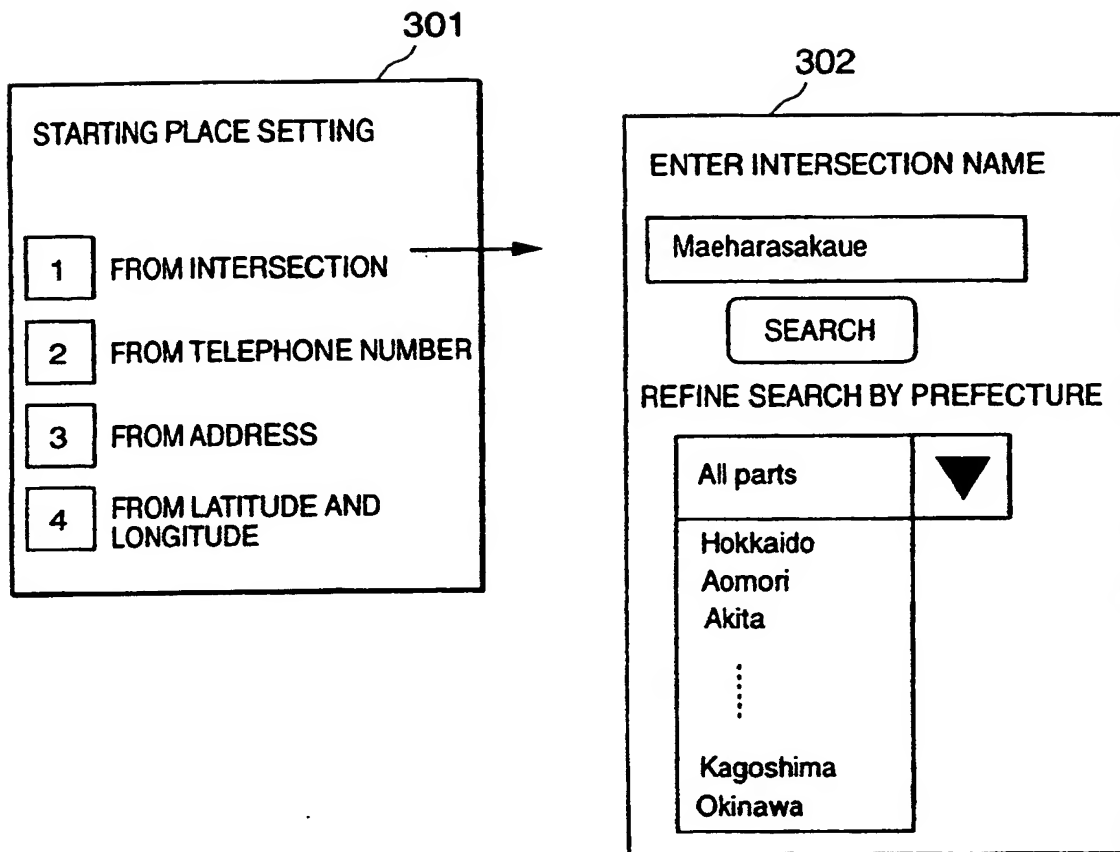 301
STARTING PLACE SETTING
1 FROM INTERSECTION
2 FROM TELEPHONE NUMBER
3 FROM ADDRESS
4 FROM LATITUDE AND
LONGITUDE
302
ENTER INTERSECTION NAME
Maeharasakaue
SEARCH
REFINE SEARCH BY PREFECTURE
All parts
Hokkaido
Aomori
Akita
Kagoshima
Okinawa